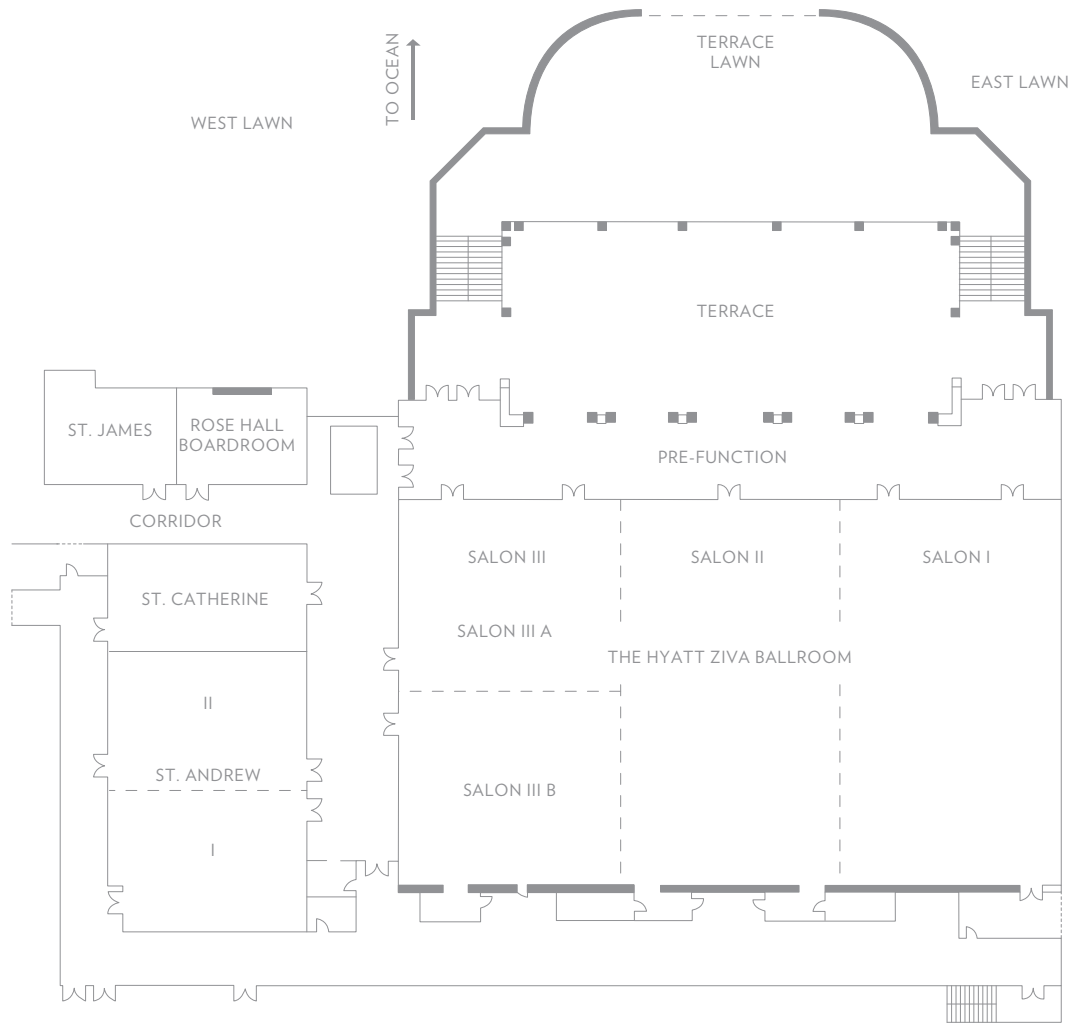 TERRACE
LAWN
EAST LAWN
TO OCEAN
WEST LAWN
TERRACE
ST. JAMES
ROSE HALL
BOARDROOM
PRE-FUNCTION
CORRIDOR
SALON III
SALON II
SALON I
ST. CATHERINE
SALON III A
THE HYATT ZIVA BALLROOM
II
ST. ANDREW
SALON III B
I